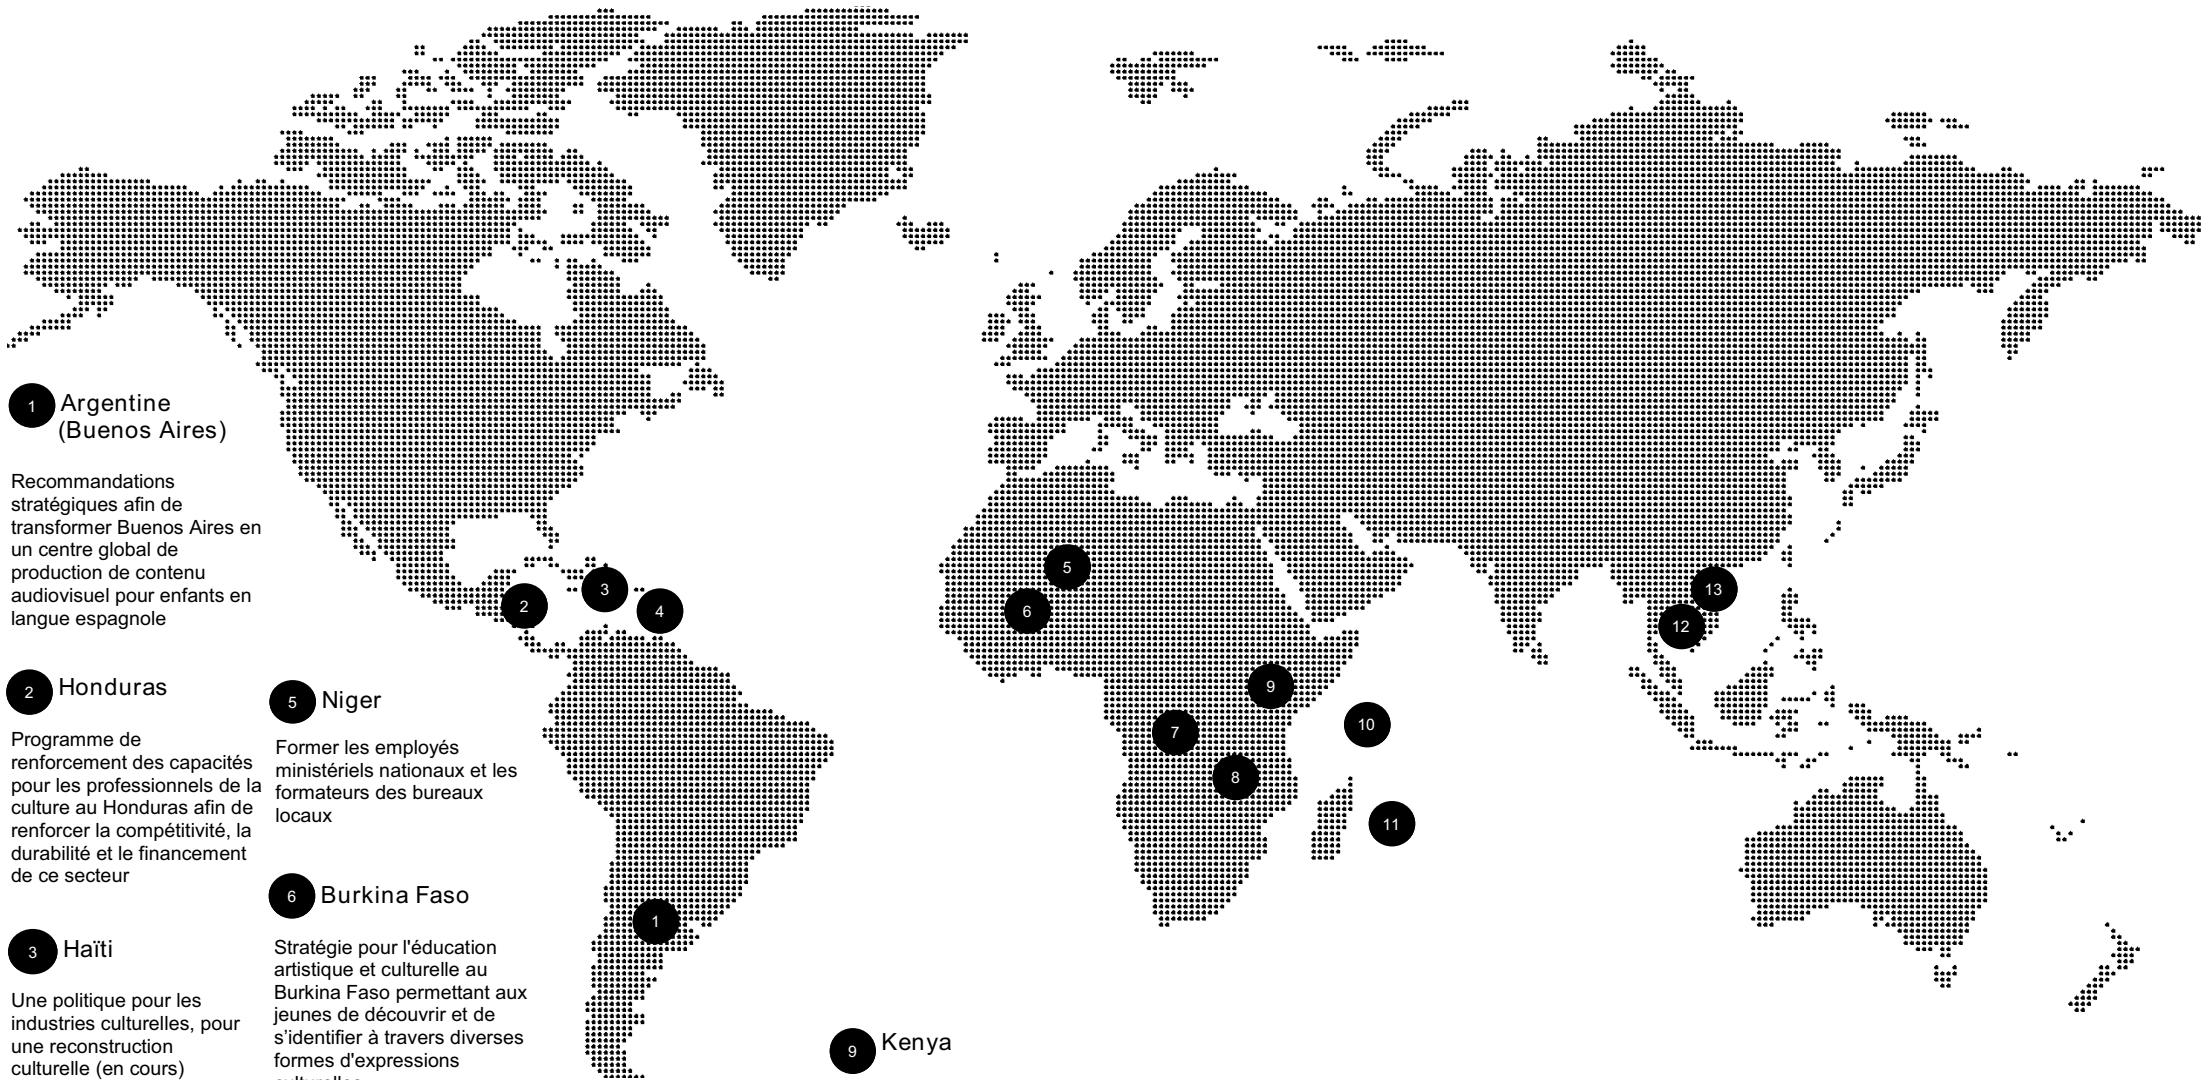 1 Argentine
(Buenos Aires)
Recommandations
stratégiques afin de
transformer Buenos Aires en
un centre global de
production de contenu
audiovisuel pour enfants en
langue espagnole
2 Honduras
Programme de
renforcement des capacités
pour les professionnels de la
culture au Honduras afin de
renforcer la compétitivité, la
durabilité et le financement
de ce secteur
3 Haïti
Une politique pour les
industries culturelles, pour
une reconstruction
culturelle (en cours)
5 Niger
Former les employés
ministériels nationaux et les
formateurs des bureaux
locaux
6 Burkina Faso
Stratégie pour l'éducation
artistique et culturelle au
Burkina Faso permettant aux
jeunes de découvrir et de
s’identifier à travers diverses
formes d'expressions
9 Kenya
1
2
3
4
5
6
7
8
9
10
11
12
13